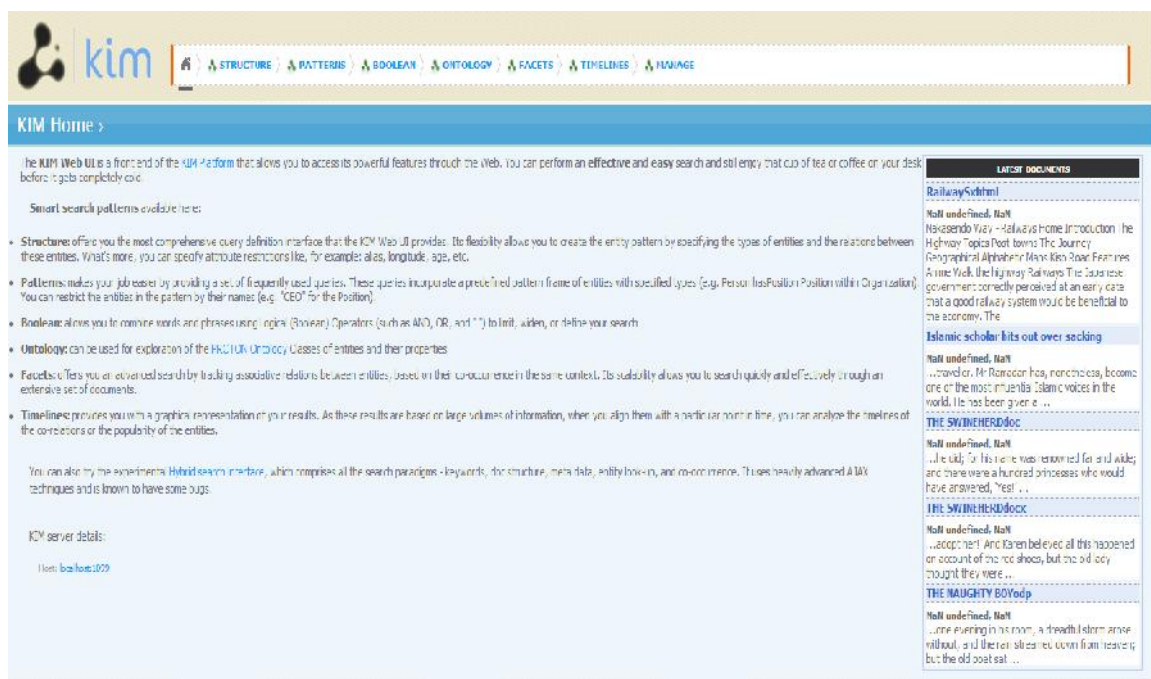 kim
STRUCTURE PATTERNS BOOLEAN ONTOLOGY FACETS TIMELINES MANAGE
KIM Home ›
The KIM Web UI is a front end of the KIM Platform that allows you to access its powerful features through the Web. You can perform an effective and easy search and still enjoy that cup of tea or coffee on your desk
before it gets completely cold.
Smart search patterns available here:
• Structure: offers you the most comprehensive query definition interface that the KIM Web UI provides. Its flexibility allows you to create the entity pattern by specifying the types of entities and the relations between
these entities. What's more, you can specify attribute restrictions like, for example: alias, longitude, age, etc.
• Patterns: makes your job easier by providing a set of frequently used queries. These queries incorporate a predefined pattern frame of entities with specified types (e.g. Person hasPosition Position within Organization)
You can restrict the entities in the pattern by their names (e.g. "CEO" for the Position).
• Boolean: allows you to combine words and phrases using Logical (Boolean) Operators (such as AND, OR, and " ") to limit, widen, or define your search
• Ontology: can be used for exploration of the PROTON Ontology Classes of entities and their properties
• Facets: offers you an advanced search by tracking associative relations between entities, based on their co-occurrence in the same context. Its scalability allows you to search quickly and effectively through an
extensive set of documents.
• Timelines: provides you with a graphical representation of your results. As these results are based on large volumes of information, when you align them with a particular point in time, you can analyze the timelines of
the co-relations or the popularity of the entities.
You can also try the experimental Hybrid search interface, which comprises all the search paradigms - keywords, doc structure, meta data, entity look-up, and co-occurrence. It uses heavily advanced AJAX
techniques and is known to have some bugs.
KIM server details:
Host: localhost:1099
LATEST DOCUMENTS
RailwaySxhtml
NaN undefined, NaN
Nakasendo Way - Railways Home Introduction The
Highway Topics Post-towns The Journey
Geographical Alphabetic Maps Kiso Road Features
Anime Walk the highway Railways The Japanese
government correctly perceived at an early date
that a good railway system would be beneficial to
the economy. The
Islamic scholar hits out over sacking
NaN undefined, NaN
...traveller. Mr Ramadan has, nonetheless, become
one of the most influential Islamic voices in the
world. He has been given a ...
THE SWINEHERDdoc
NaN undefined, NaN
...he did; for his name was renowned far and wide;
and there were a hundred princesses who would
have answered, 'Yes!' ...
THE SWINEHERDdocx
NaN undefined, NaN
...adopt her!' And Karen believed all this happened
on account of the red shoes, but the old lady
thought they were ...
THE NAUGHTY BOYodp
NaN undefined, NaN
...one evening in his room, a dreadful storm arose
without, and the rain streamed down from heaven;
but the old poet sat ...